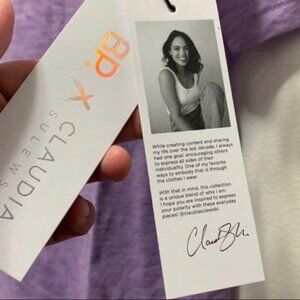 BP.
X
CLAUDIA
SULEWS
While creating content and sharing
my life over the last decade, I always
had one goal: encouraging others
to express all sides of their
individuality. One of my favorite
ways to embody that is through
the clothes I wear.
With that in mind, this collection
is a unique blend of who I am.
I hope you are inspired to express
your polarity with these everyday
pieces! @claudiasulewski